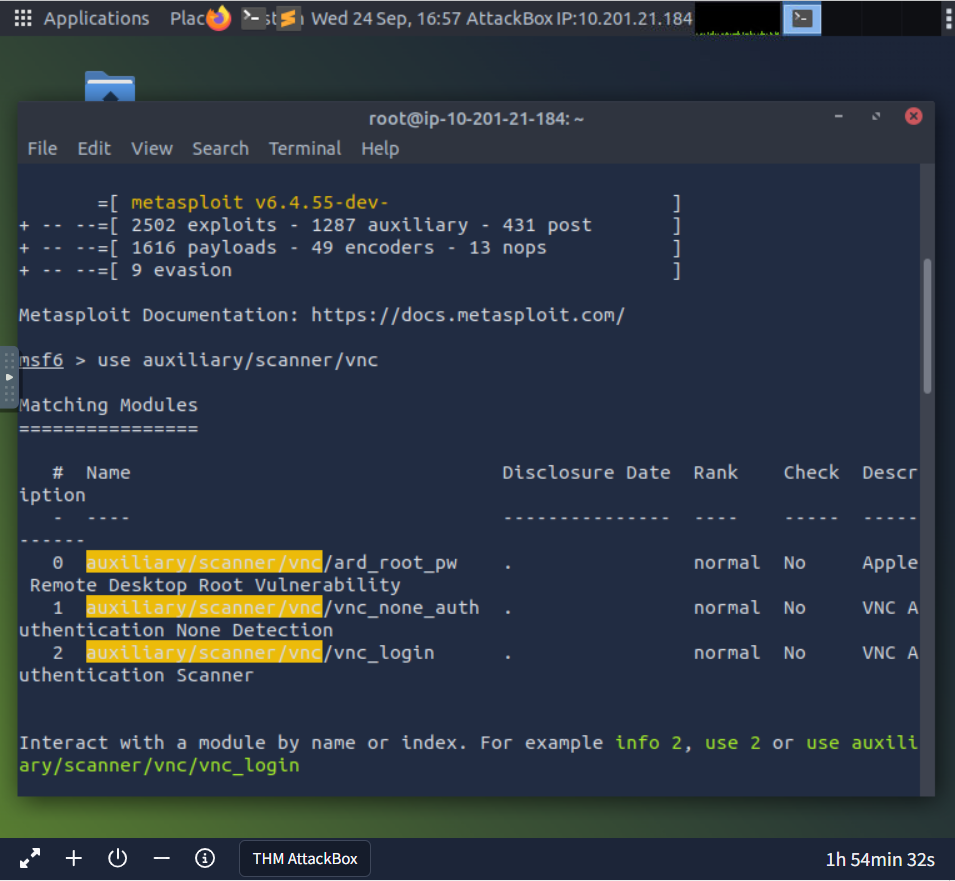 Applications Plac st Wed 24 Sep, 16:57 AttackBox IP:10.201.21.184
root@ip-10-201-21-184: ~
File Edit View Search Terminal Help
=[ metasploit v6.4.55-dev- ]
+ -- --=[ 2502 exploits - 1287 auxiliary - 431 post ]
+ -- --=[ 1616 payloads - 49 encoders - 13 nops ]
+ -- --=[ 9 evasion ]
Metasploit Documentation: https://docs.metasploit.com/
msf6 > use auxiliary/scanner/vnc
Matching Modules
================
# Name Disclosure Date Rank Check Descr
iption
- ---- --------------- ---- ----- -----
------
0 auxiliary/scanner/vnc/ard_root_pw . normal No Apple
Remote Desktop Root Vulnerability
1 auxiliary/scanner/vnc/vnc_none_auth . normal No VNC A
uthentication None Detection
2 auxiliary/scanner/vnc/vnc_login . normal No VNC A
uthentication Scanner
Interact with a module by name or index. For example info 2, use 2 or use auxili
ary/scanner/vnc/vnc_login
THM AttackBox 1h 54min 32s